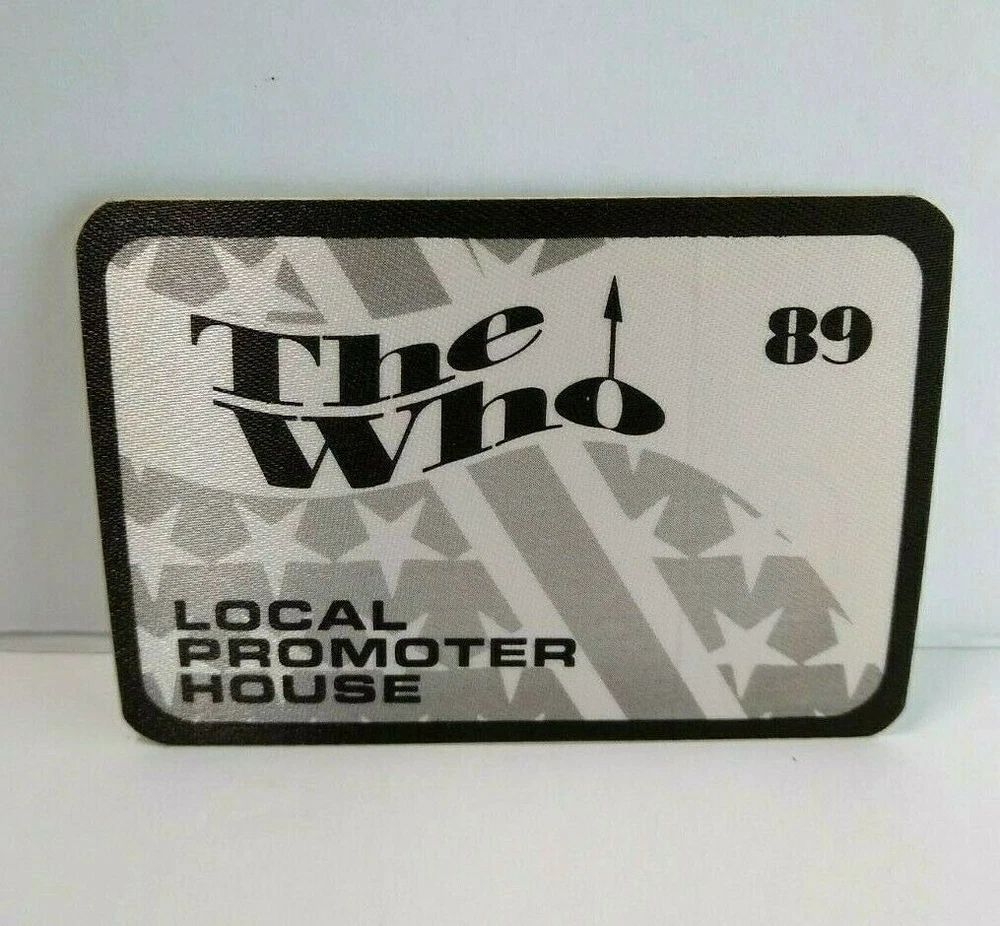 The
Who
89
LOCAL
PROMOTER
HOUSE